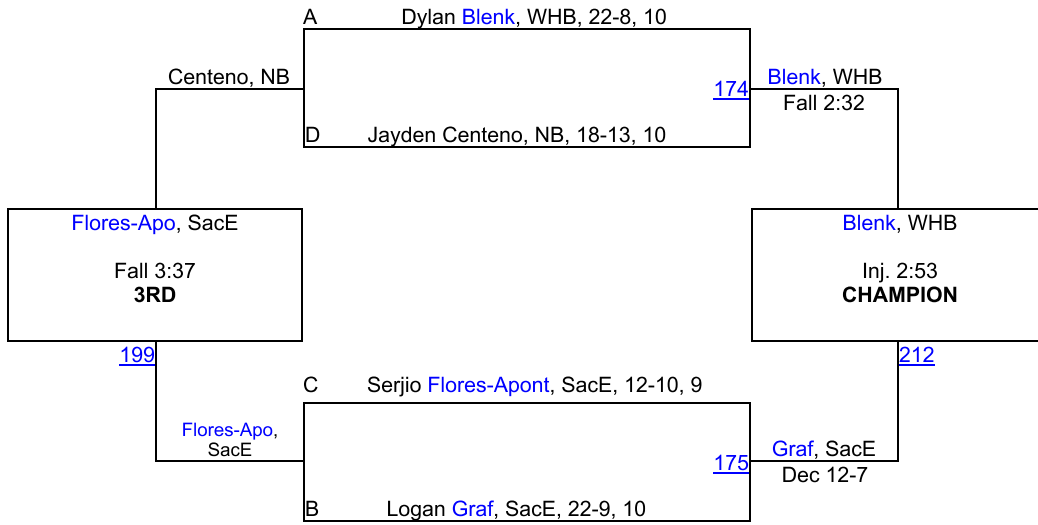 A Dylan Blenk, WHB, 22-8, 10
Centeno, NB
174
Blenk, WHB
Fall 2:32
D Jayden Centeno, NB, 18-13, 10
Flores-Apo, SacE
Fall 3:37
3RD
199
Blenk, WHB
Inj. 2:53
CHAMPION
212
C Serjio Flores-Apont, SacE, 12-10, 9
Flores-Apo,
SacE
175
Graf, SacE
Dec 12-7
B Logan Graf, SacE, 22-9, 10